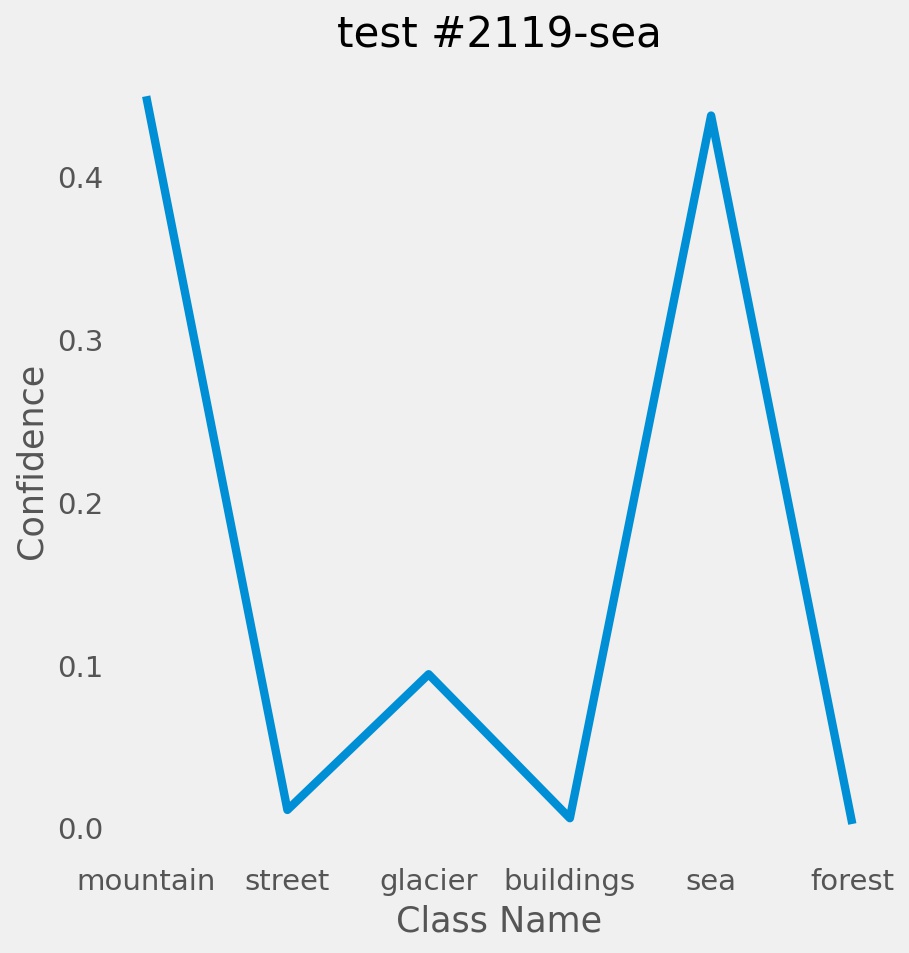 test #2119-sea
Confidence
0.4
0.3
0.2
0.1
0.0
mountain street glacier buildings sea forest
Class Name